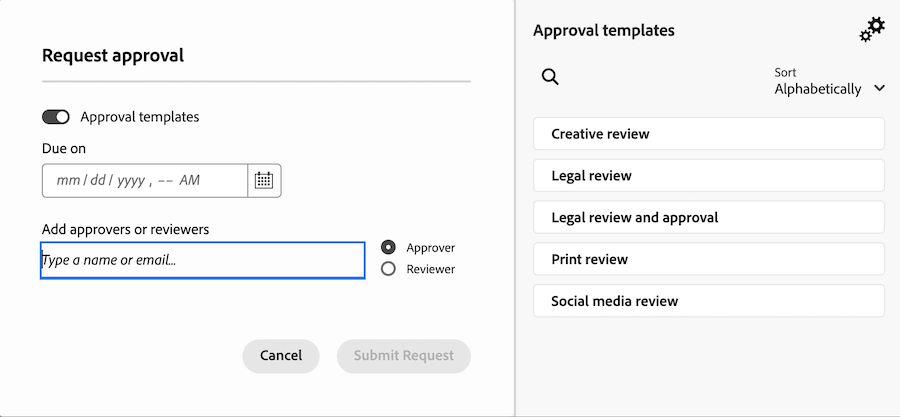 Request approval
Approval templates
Due on
mm / dd / yyyy , -- AM
Add approvers or reviewers
Type a name or email...
Approver
Reviewer
Cancel
Submit Request
Approval templates
Sort
Alphabetically
Creative review
Legal review
Legal review and approval
Print review
Social media review